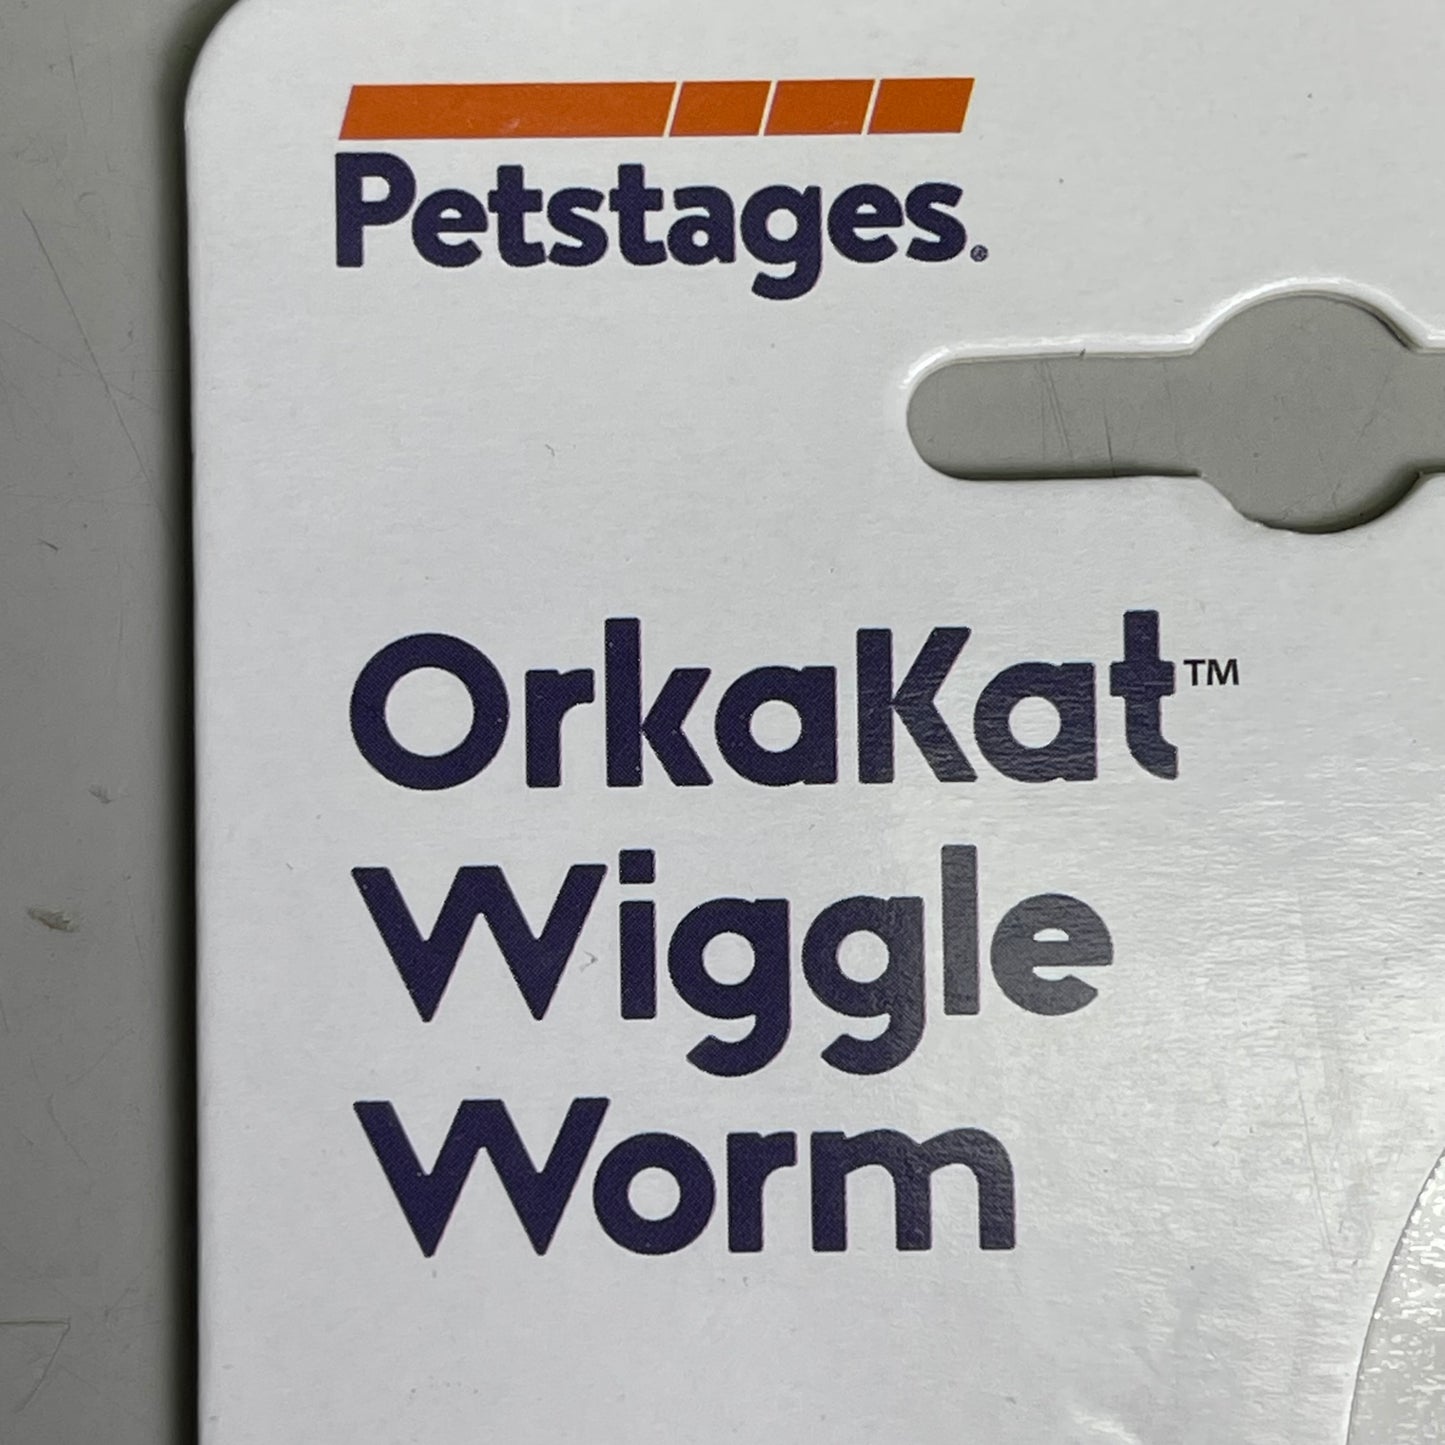 Petstages®
OrkaKat™
Wiggle
Worm